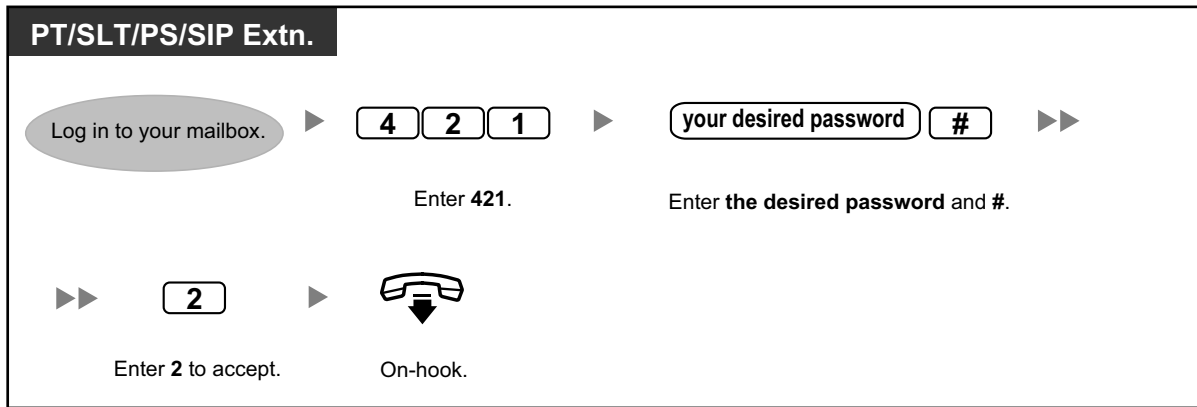 PT/SLT/PS/SIP Extn.
Log in to your mailbox.
4 2 1
your desired password #
Enter 421.
Enter the desired password and #.
2
Enter 2 to accept.
On-hook.